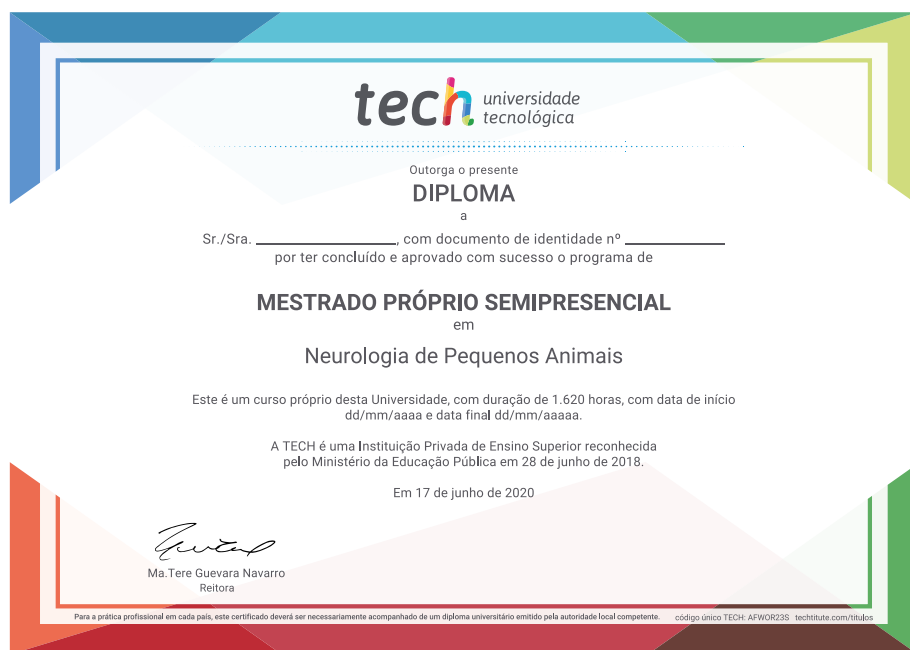 tech universidade
tecnológica
Outorga o presente
DIPLOMA
a
Sr./Sra. ________________, com documento de identidade nº ____________
por ter concluído e aprovado com sucesso o programa de
MESTRADO PRÓPRIO SEMIPRESENCIAL
em
Neurologia de Pequenos Animais
Este é um curso próprio desta Universidade, com duração de 1.620 horas, com data de início
dd/mm/aaaa e data final dd/mm/aaaaa.
A TECH é uma Instituição Privada de Ensino Superior reconhecida
pelo Ministério da Educação Pública em 28 de junho de 2018.
Em 17 de junho de 2020
Ma.Tere Guevara Navarro
Reitora
Para a prática profissional em cada país, este certificado deverá ser necessariamente acompanhado de um diploma universitário emitido pela autoridade local competente. código único TECH: AFWOR23S techtitute.com/titulos